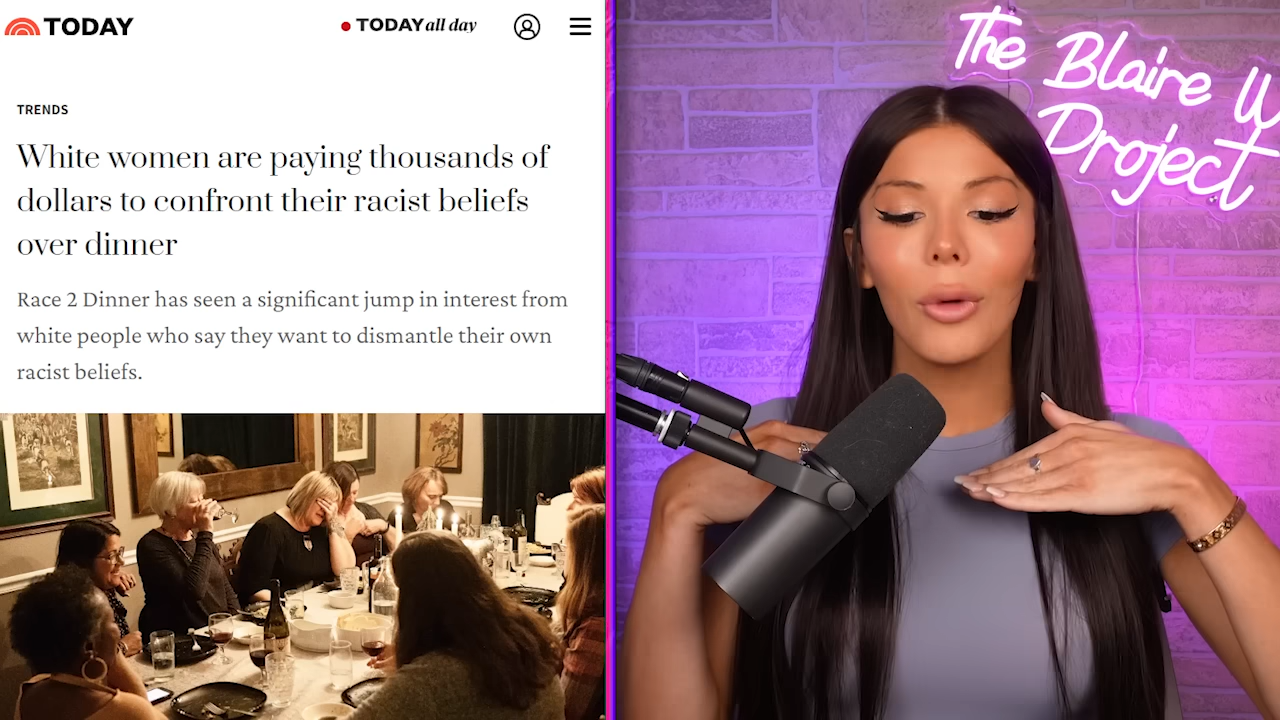 TODAY
TODAY all day
TRENDS
White women are paying thousands of
dollars to confront their racist beliefs
over dinner
Race 2 Dinner has seen a significant jump in interest from
white people who say they want to dismantle their own
racist beliefs.
The Blaire W
Project